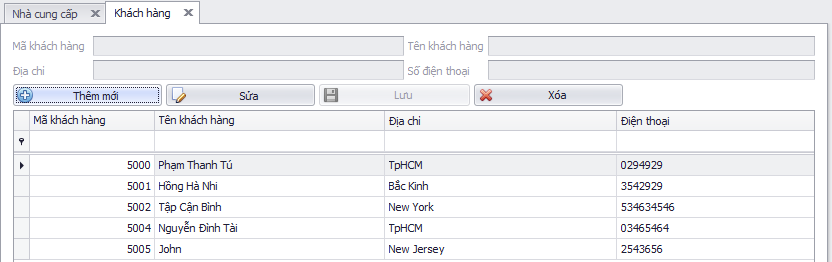 Nhà cung cấp Khách hàng
Mã khách hàng Tên khách hàng
Địa chỉ Số điện thoại
Thêm mới Sửa Lưu Xóa
Mã khách hàng Tên khách hàng Địa chỉ Điện thoại
5000 Phạm Thanh Tú TpHCM 0294929
5001 Hồng Hà Nhi Bắc Kinh 3542929
5002 Tập Cận Bình New York 534634546
5004 Nguyễn Đình Tài TpHCM 03465464
5005 John New Jersey 2543656